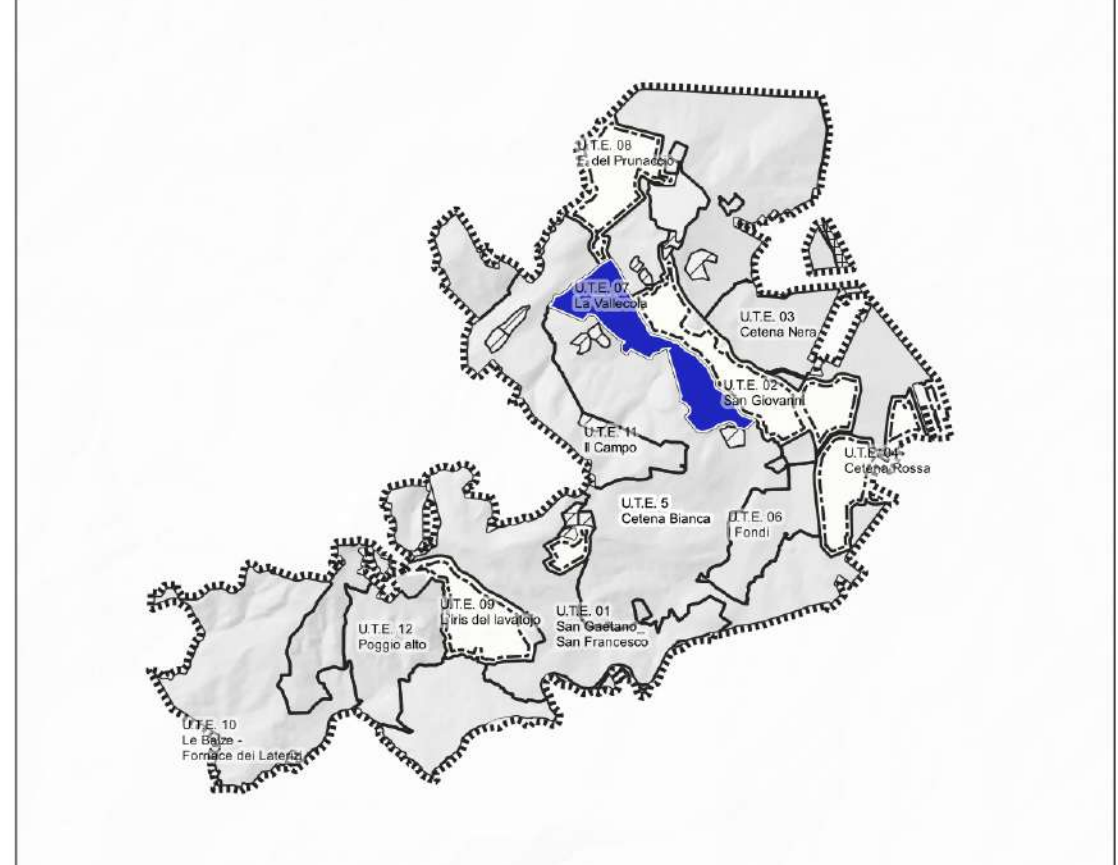 U.T.E. 08
F. del Prunaccio
U.T.E. 07
La Vallecola
U.T.E. 03
Cetena Nera
U.T.E. 02
San Giovanni
U.T.E. 11
Il Campo
U.T.E. 04
Cetena Rossa
U.T.E. 5
Cetena Bianca
U.T.E. 06
I Fondi
U.T.E. 09
L'iris del lavatoio
U.T.E. 01
San Gaetano_
San Francesco
U.T.E. 12
Poggio alto
U.T.E. 10
Le Balze -
Fornace dei Laterizi